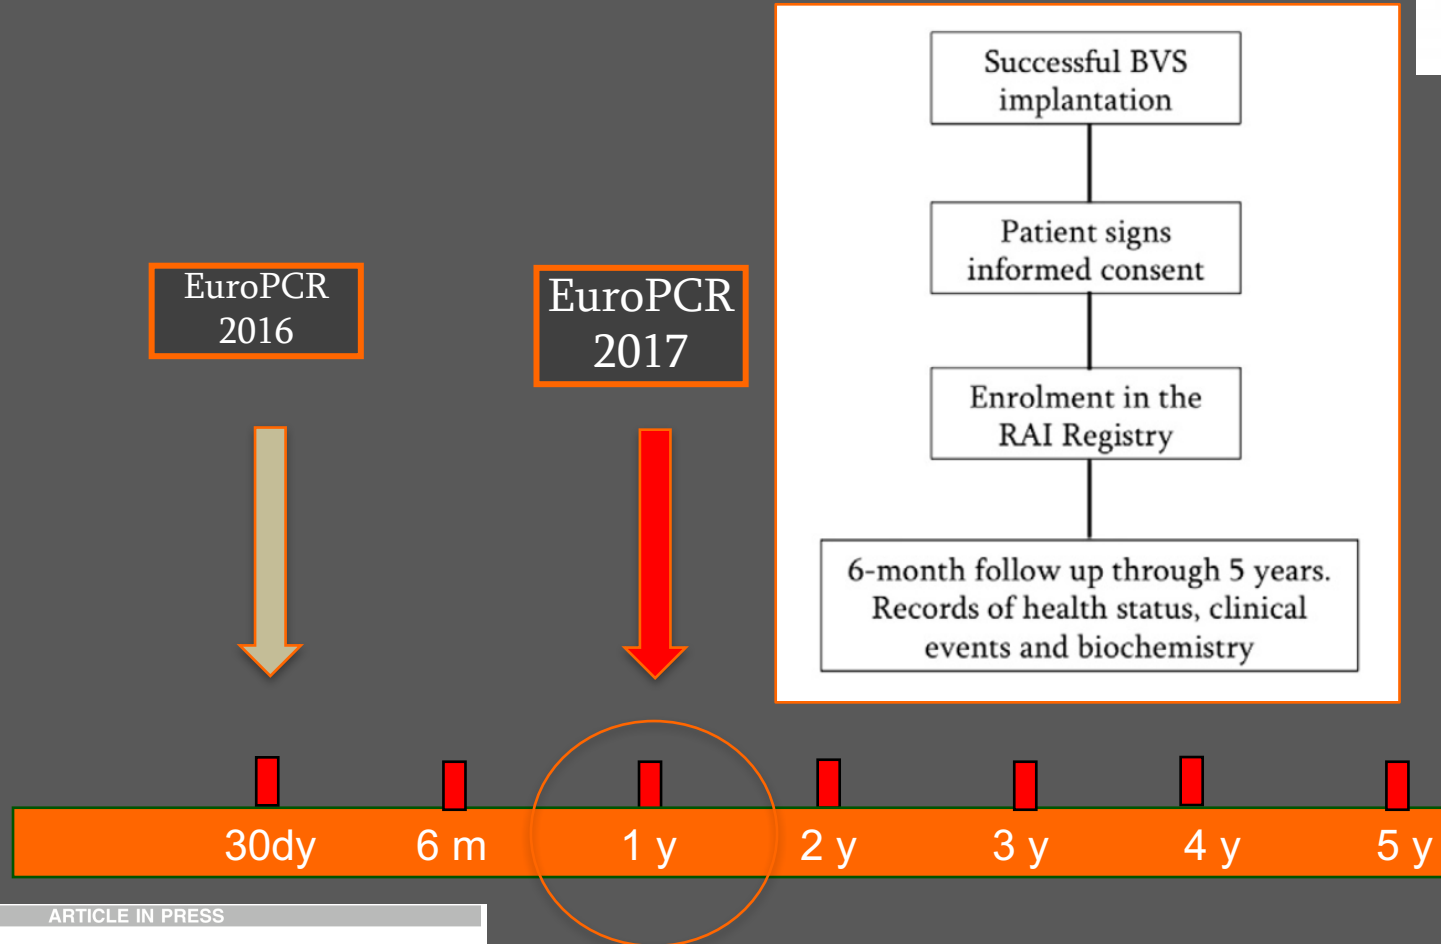 Successful BVS
implantation
Patient signs
informed consent
Enrolment in the
RAI Registry
6-month follow up through 5 years.
Records of health status, clinical
events and biochemistry
EuroPCR
2016
EuroPCR
2017
30dy
6 m
1 y
2 y
3 y
4 y
5 y
ARTICLE IN PRESS